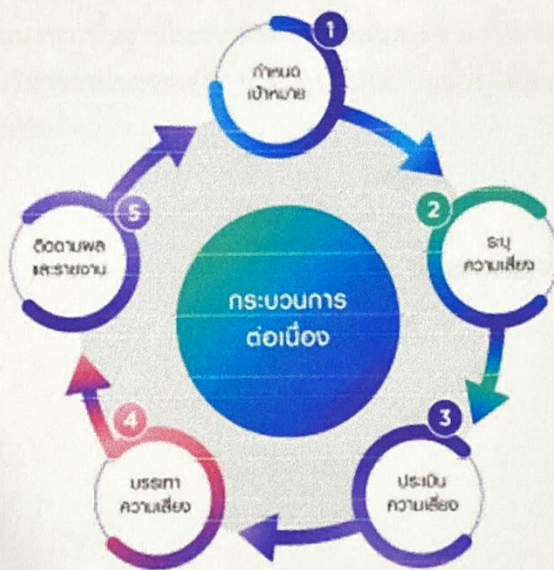 1
กำหนด
เป้าหมาย
2
ระบุ
ความเสี่ยง
3
ประเมิน
ความเสี่ยง
4
บรรเทา
ความเสี่ยง
5
ติดตามผล
และรายงาน
กระบวนการ
ต่อเนื่อง